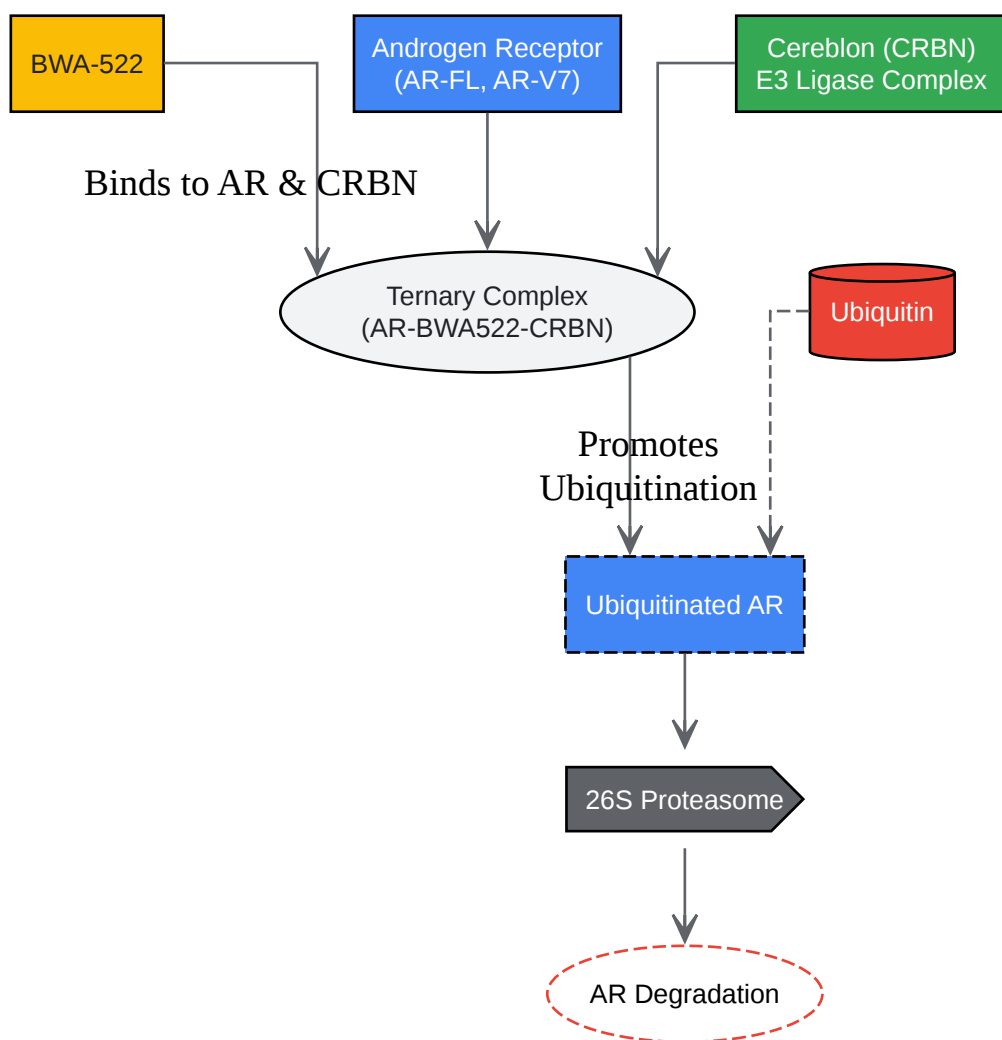 BWA-522
Androgen Receptor
(AR-FL, AR-V7)
Cereblon (CRBN)
E3 Ligase Complex
Binds to AR & CRBN
Ternary Complex
(AR-BWA522-CRBN)
Ubiquitin
Promotes
Ubiquitination
Ubiquitinated AR
26S Proteasome
AR Degradation